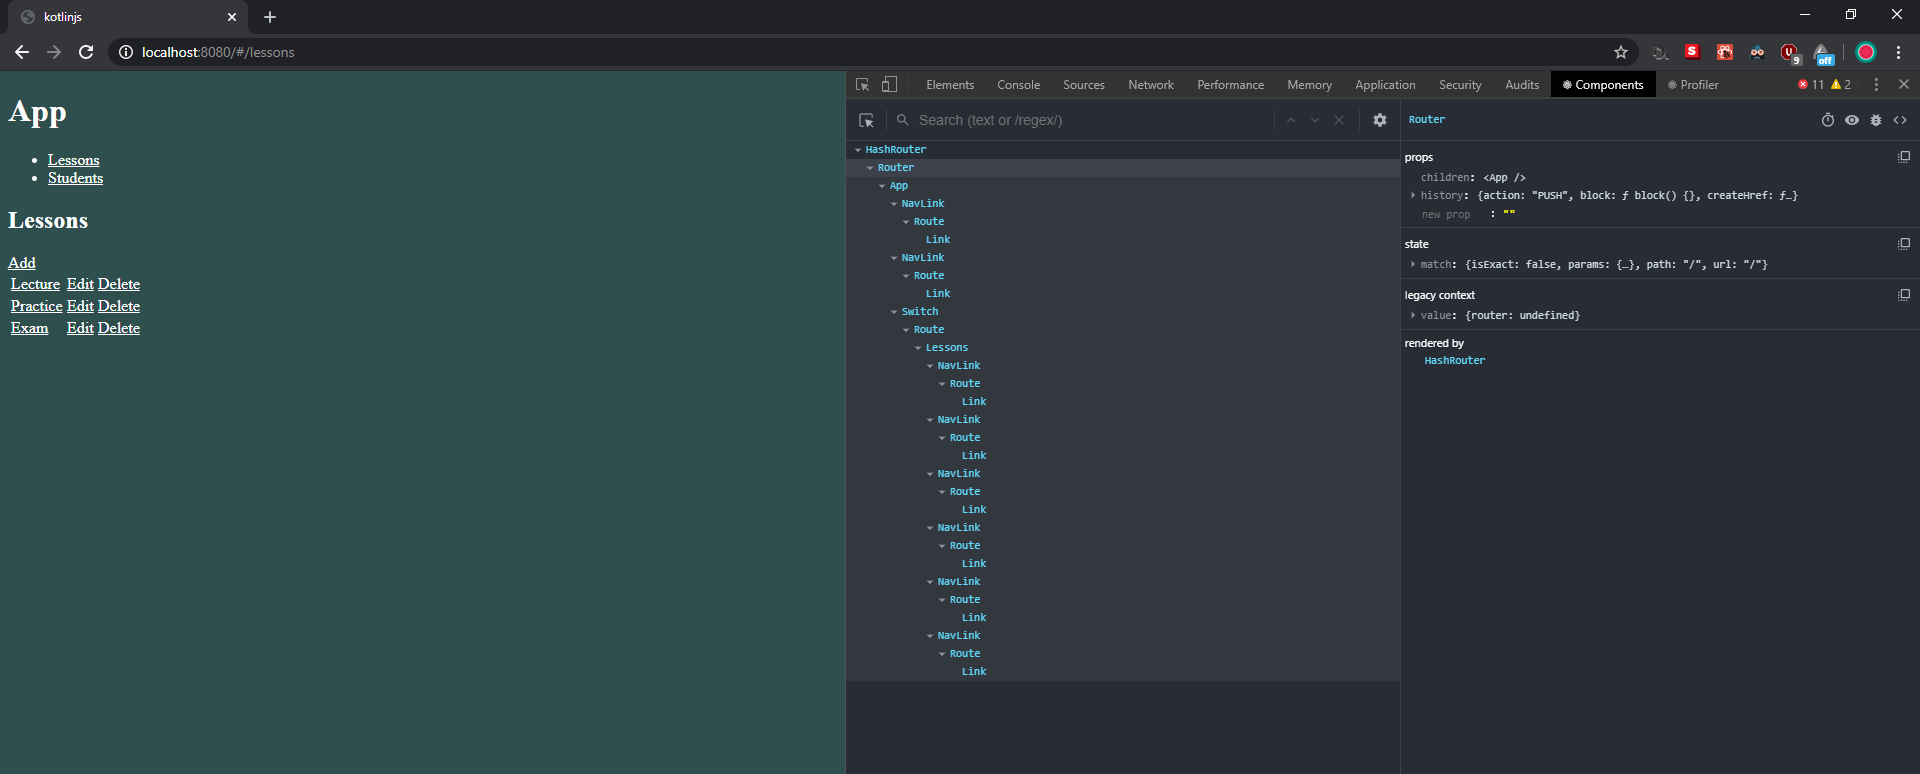 kotlinjs
localhost:8080/#/lessons
S
U
9
off
App
Lessons
Students
Lessons
Add
Lecture Edit Delete
Practice Edit Delete
Exam Edit Delete
Elements Console Sources Network Performance Memory Application Security Audits Components Profiler 11 2
Search (text or /regex/)
HashRouter
Router
App
NavLink
Route
Link
NavLink
Route
Link
Switch
Route
Lessons
NavLink
Route
Link
NavLink
Route
Link
NavLink
Route
Link
NavLink
Route
Link
NavLink
Route
Link
NavLink
Route
Link
Router
props
children: <App />
history: {action: "PUSH", block: ƒ block() {}, createHref: ƒ…}
new prop : ""
state
match: {isExact: false, params: {…}, path: "/", url: "/"}
legacy context
value: {router: undefined}
rendered by
HashRouter